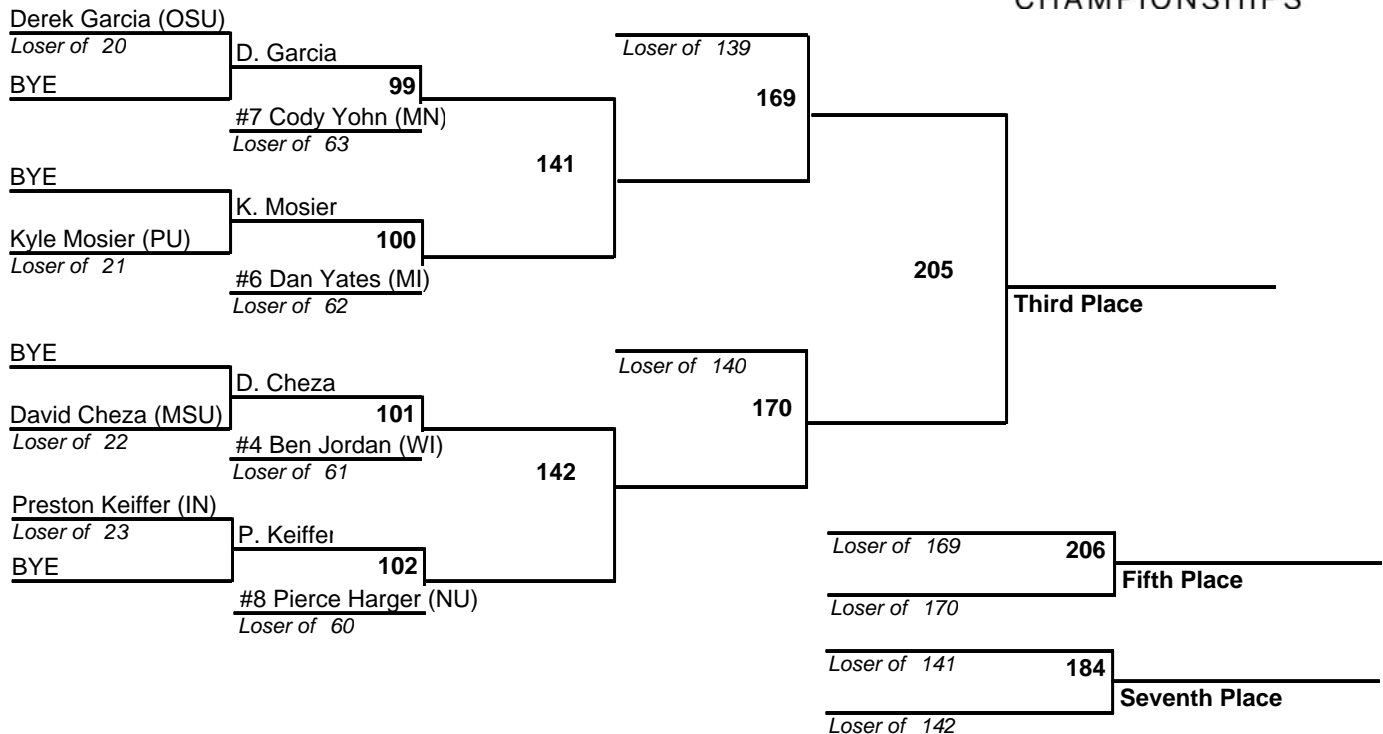 CHAMPIONSHIPS
Derek Garcia (OSU)
Loser of 20
D. Garcia
BYE
99
#7 Cody Yohn (MN)
Loser of 63
141
BYE
K. Mosier
Kyle Mosier (PU)
Loser of 21
100
#6 Dan Yates (MI)
Loser of 62
Loser of 139
169
205
Third Place
BYE
D. Cheza
David Cheza (MSU)
Loser of 22
101
#4 Ben Jordan (WI)
Loser of 61
142
Preston Keiffer (IN)
Loser of 23
P. Keiffer
BYE
102
#8 Pierce Harger (NU)
Loser of 60
Loser of 140
170
Loser of 169
206
Fifth Place
Loser of 170
Loser of 141
184
Seventh Place
Loser of 142